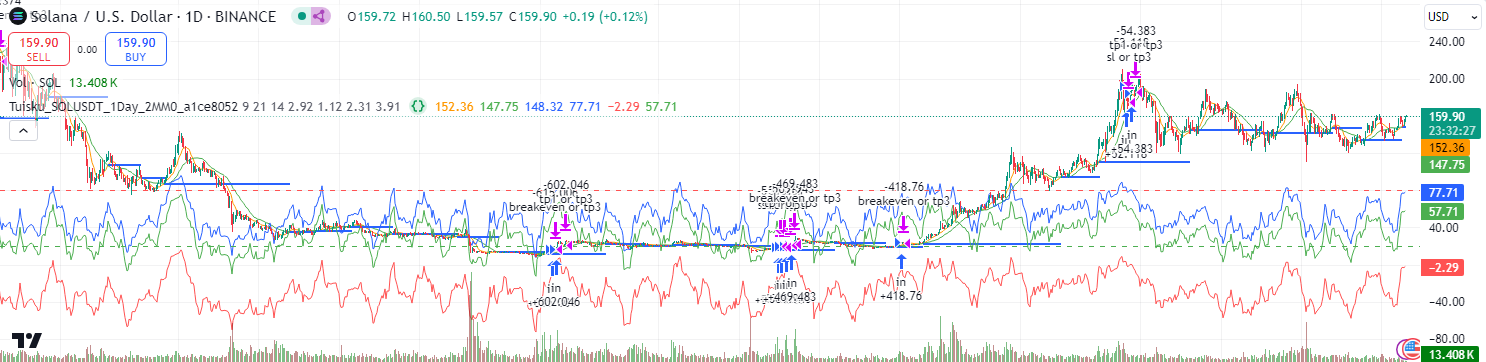 Solana / U.S. Dollar · 1D · BINANCE
O159.72 H160.50 L159.57 C159.90 +0.19 (+0.12%)
USD
159.90
SELL
0.00
159.90
BUY
Vol · SOL 13.408 K
Tuisku_SOLUSDT_1Day_2MM0_a1ce8052 9 21 14 2.92 1.12 2.31 3.91 {} 152.36 147.75 148.32 77.71 −2.29 57.71
-54.383
tp1 or tp3
sl or tp3
in
+54.383
-602.046
tp1 or tp3
breakeven or tp3
in
+602.046
-469.483
breakeven or tp3
in
+469.483
-418.76
breakeven or tp3
in
+418.76
240.00
200.00
159.90
23:32:27
152.36
147.75
77.71
57.71
40.00
−2.29
−40.00
−80.00
13.408 K